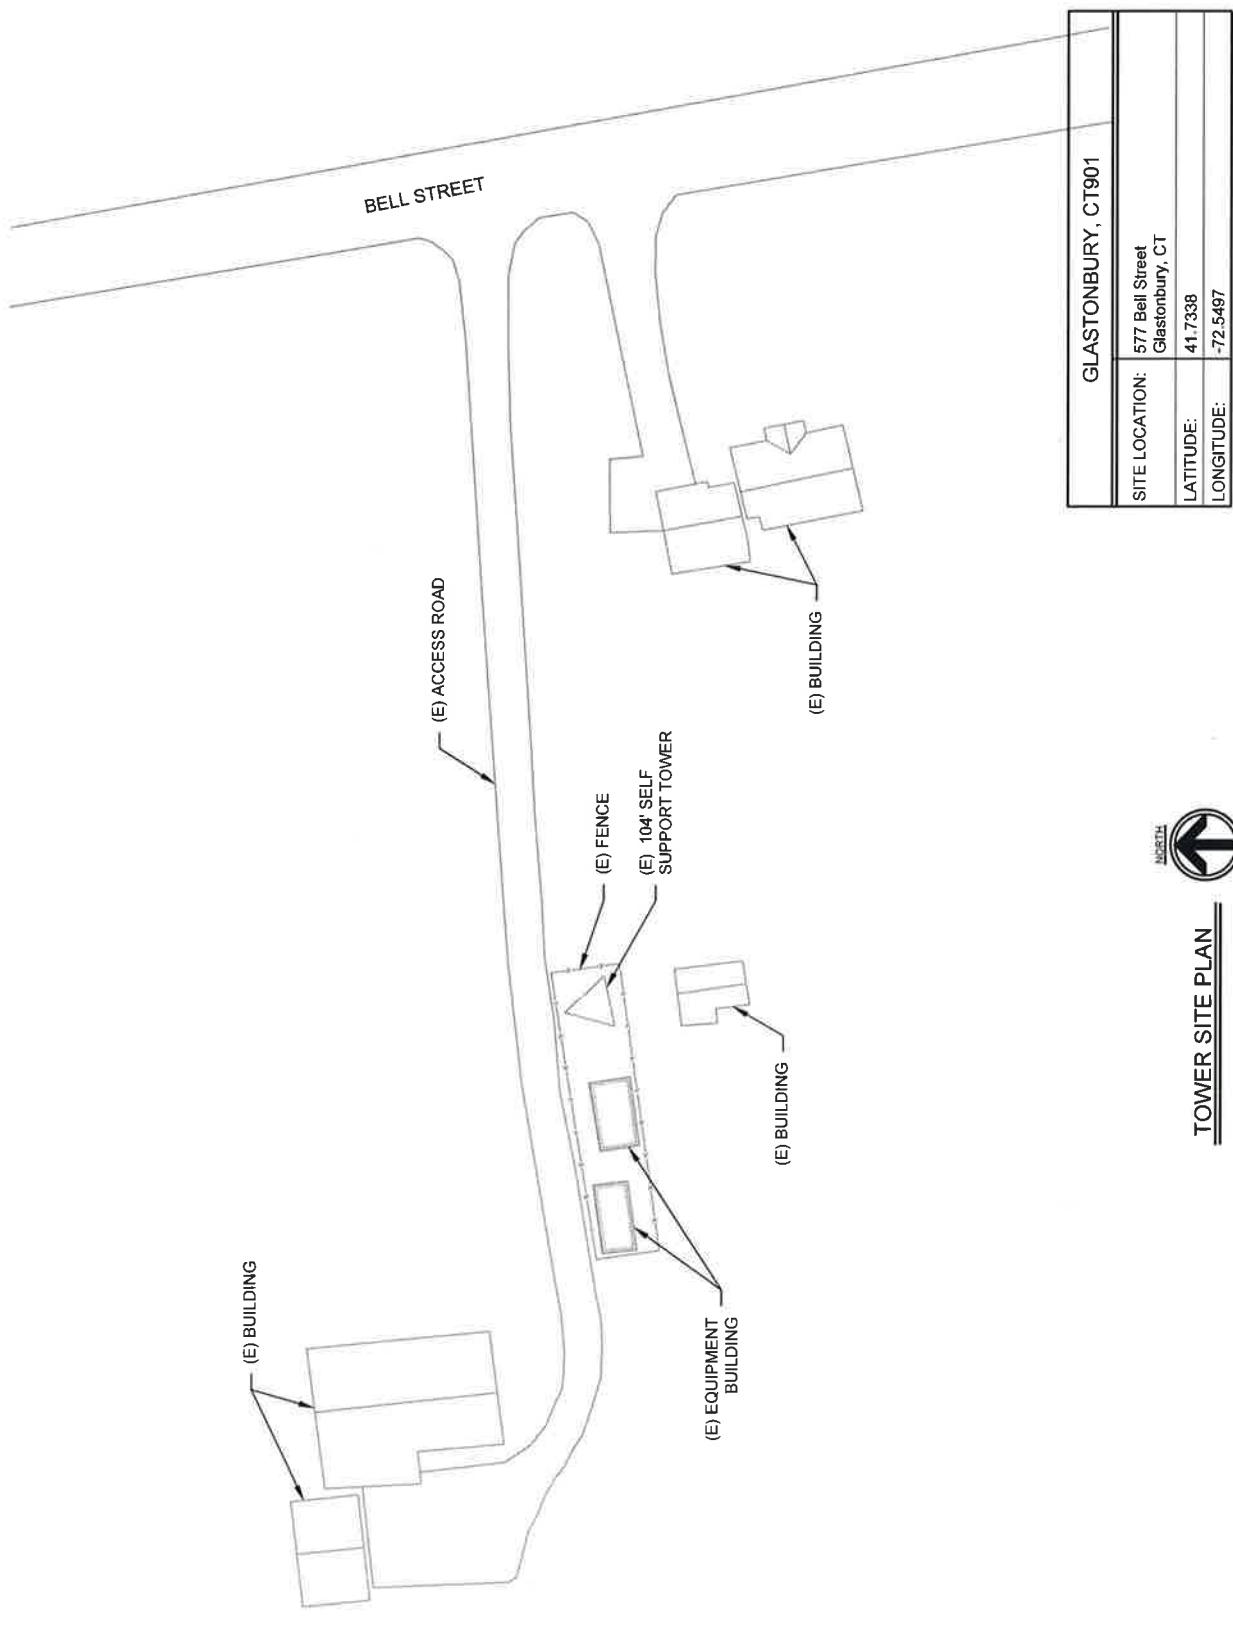 BELL STREET
(E) ACCESS ROAD
(E) FENCE
(E) 104' SELF
SUPPORT TOWER
(E) BUILDING
(E) BUILDING
(E) BUILDING
(E) EQUIPMENT
BUILDING
NORTH
TOWER SITE PLAN
GLASTONBURY, CT901
SITE LOCATION: 577 Bell Street
Glastonbury, CT
LATITUDE: 41.7338
LONGITUDE: -72.5497